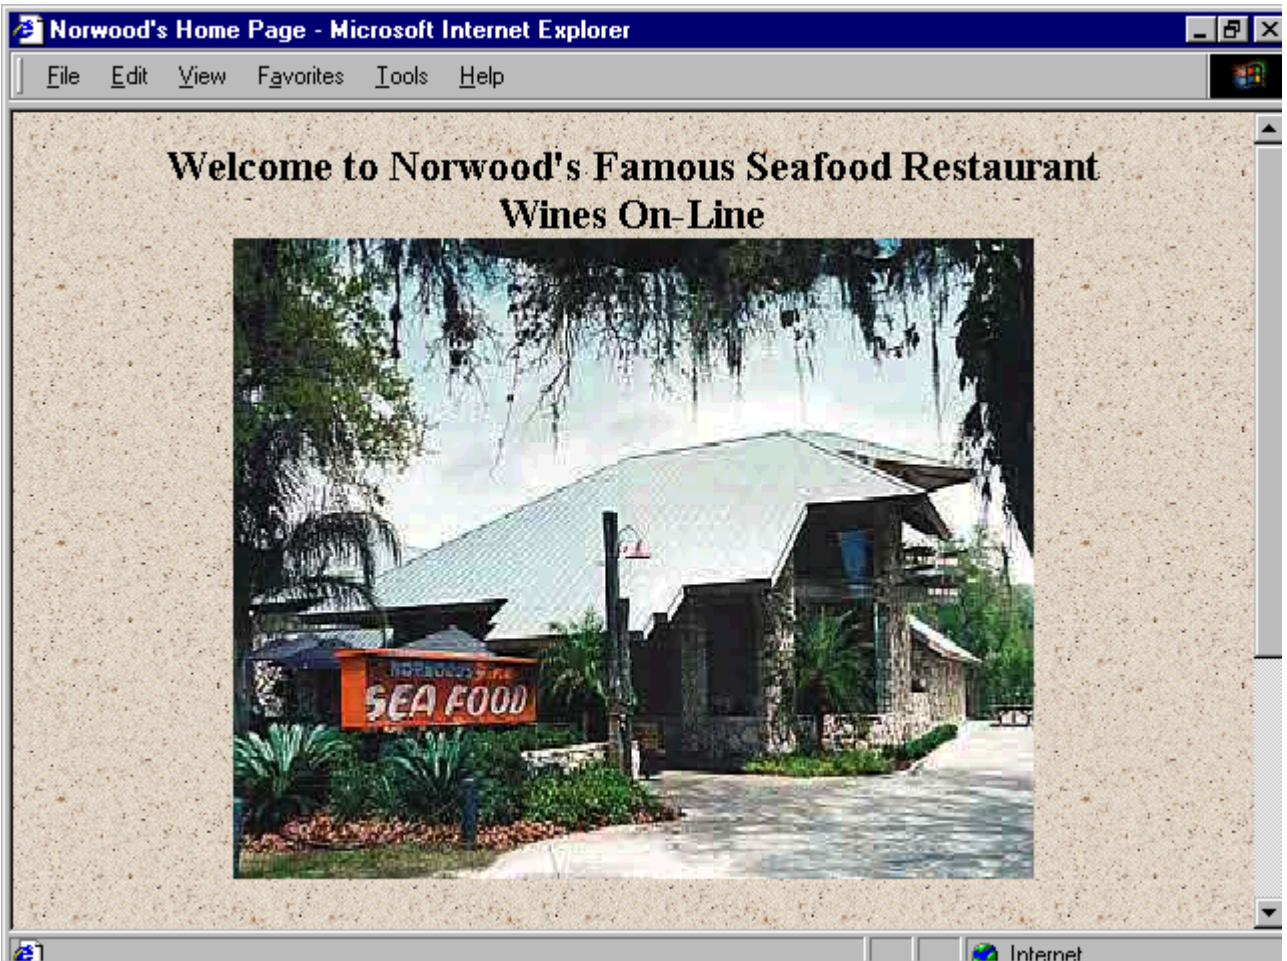 Norwood's Home Page - Microsoft Internet Explorer
File Edit View Favorites Tools Help
Welcome to Norwood's Famous Seafood Restaurant
Wines On-Line
SEA FOOD
Internet